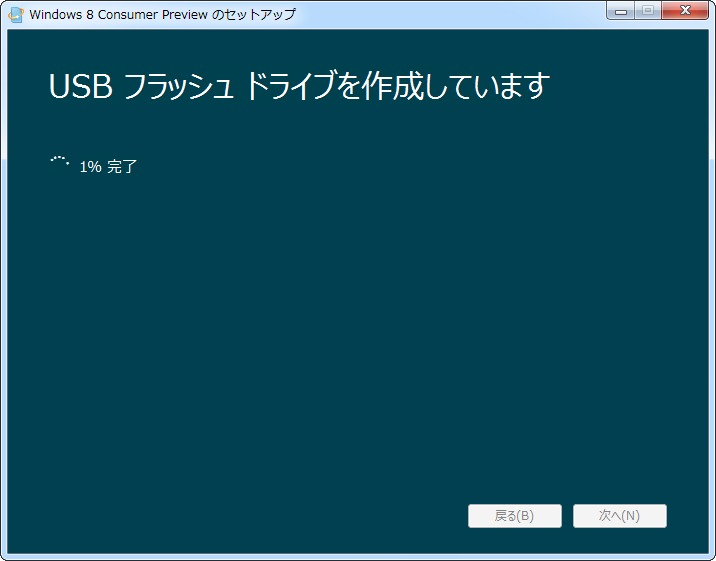 Windows 8 Consumer Preview のセットアップ
USB フラッシュ ドライブを作成しています
1% 完了
戻る(B) 次へ(N)